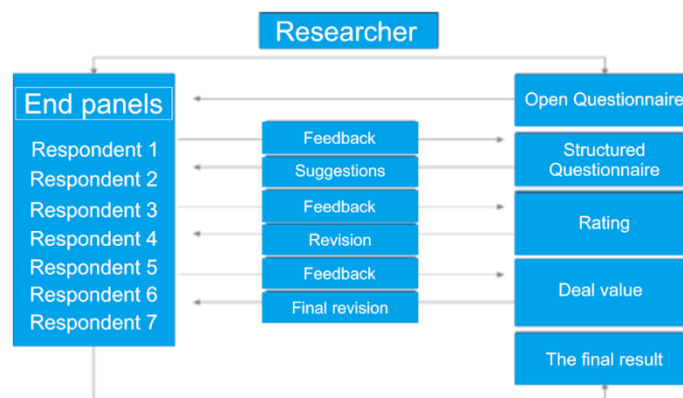 Researcher
End panels
Respondent 1
Respondent 2
Respondent 3
Respondent 4
Respondent 5
Respondent 6
Respondent 7
Feedback
Suggestions
Feedback
Revision
Feedback
Final revision
Open Questionnaire
Structured
Questionnaire
Rating
Deal value
The final result